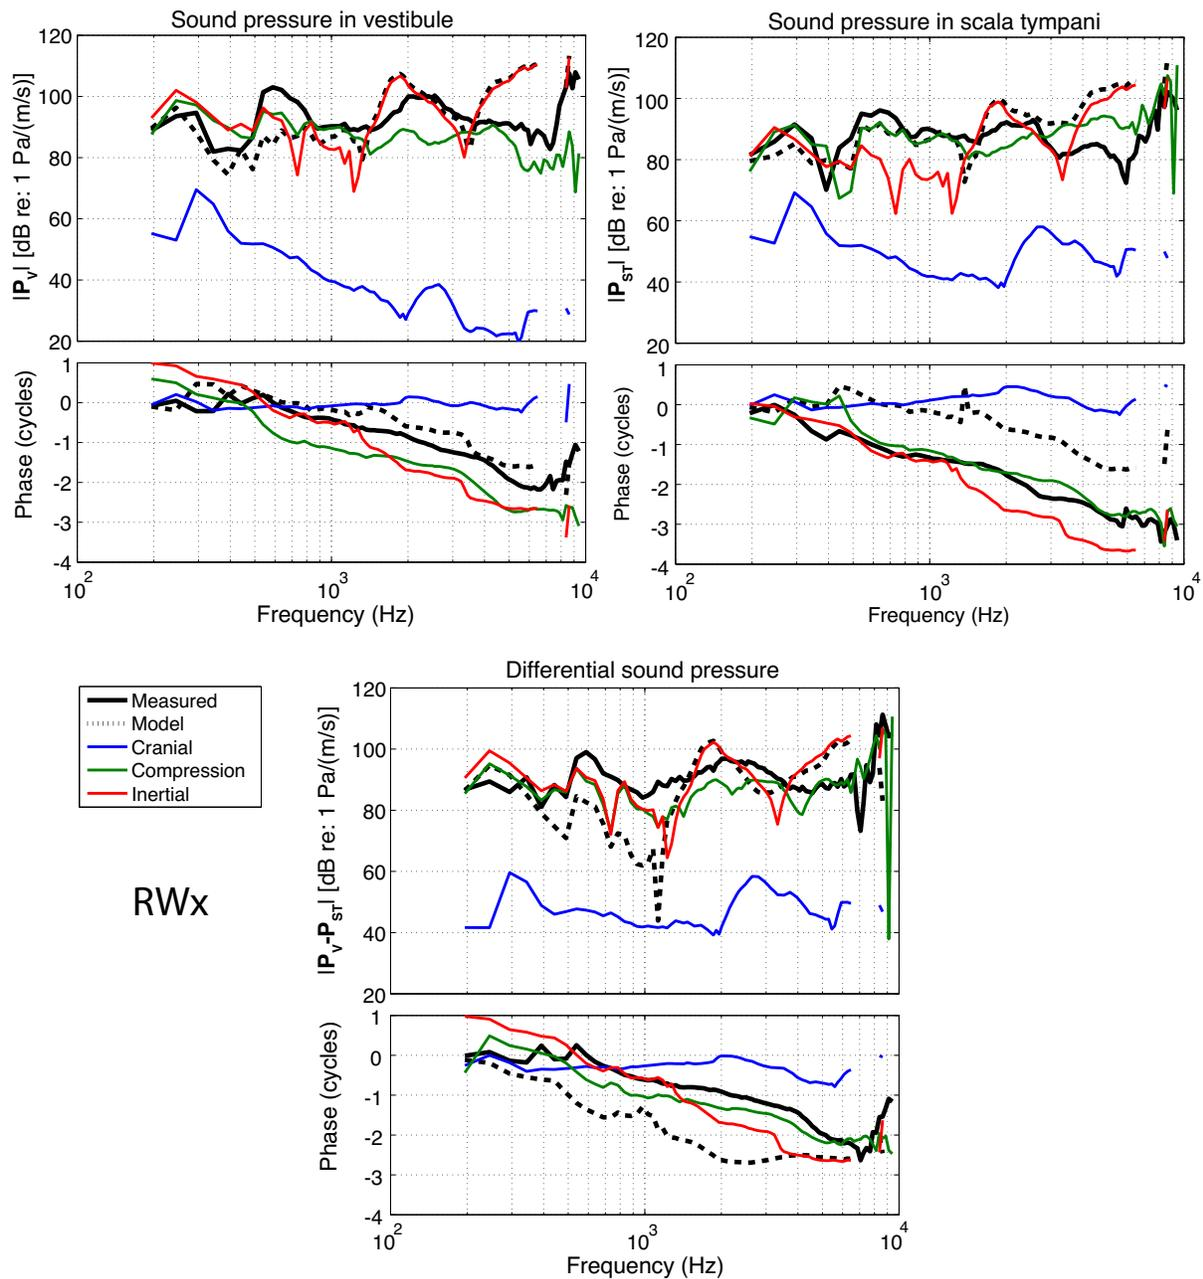 Sound pressure in vestibule
|P_V| [dB re: 1 Pa/(m/s)]
120
100
80
60
40
20
Phase (cycles)
1
0
-1
-2
-3
-4
10^2
10^3
10^4
Frequency (Hz)
Sound pressure in scala tympani
|P_ST| [dB re: 1 Pa/(m/s)]
120
100
80
60
40
20
Phase (cycles)
1
0
-1
-2
-3
-4
10^2
10^3
10^4
Frequency (Hz)
Measured
Model
Cranial
Compression
Inertial
RWx
Differential sound pressure
|P_V-P_ST| [dB re: 1 Pa/(m/s)]
120
100
80
60
40
20
Phase (cycles)
1
0
-1
-2
-3
-4
10^2
10^3
10^4
Frequency (Hz)